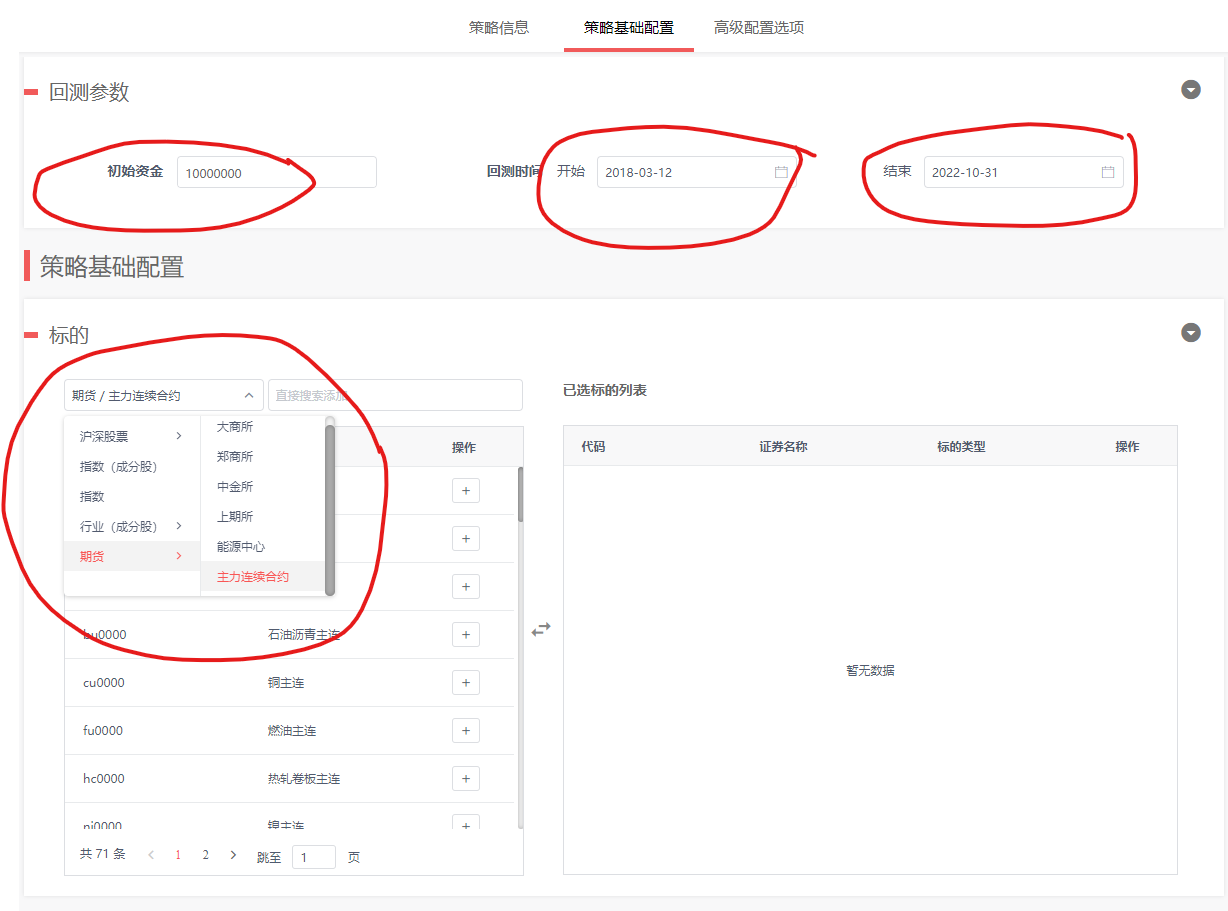 策略信息 策略基础配置 高级配置选项
回测参数
初始资金 10000000 回测时间 开始 2018-03-12 结束 2022-10-31
策略基础配置
标的
期货 / 主力连续合约 直接搜索添加 已选标的列表
沪深股票 大商所
指数（成分股） 郑商所
指数 中金所
行业（成分股） 上期所
期货 能源中心
主力连续合约
操作
代码 证券名称 标的类型 操作
bu0000 石油沥青主连 +
cu0000 铜主连 +
fu0000 燃油主连 +
hc0000 热轧卷板主连 +
ni0000 镍主连 +
暂无数据
共 71 条 1 2 跳至 1 页